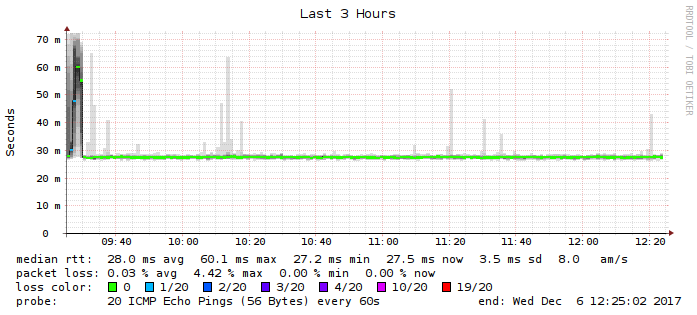 Last 3 Hours
RRDTOOL / TOBI OETIKER
Seconds
70 m
60 m
50 m
40 m
30 m
20 m
10 m
0
09:40 10:00 10:20 10:40 11:00 11:20 11:40 12:00 12:20
median rtt: 28.0 ms avg 60.1 ms max 27.2 ms min 27.5 ms now 3.5 ms sd 8.0 am/s
packet loss: 0.03 % avg 4.42 % max 0.00 % min 0.00 % now
loss color: 0 1/20 2/20 3/20 4/20 10/20 19/20
probe: 20 ICMP Echo Pings (56 Bytes) every 60s end: Wed Dec 6 12:25:02 2017